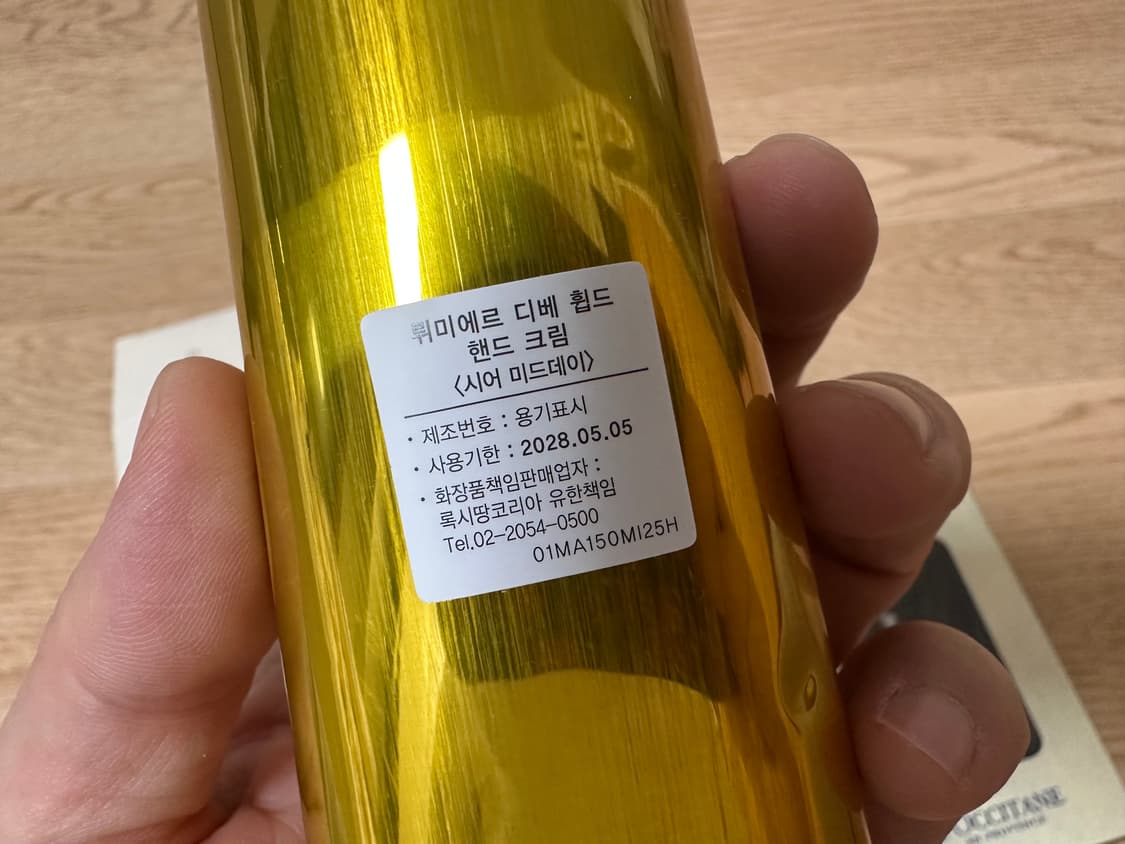 뤼미에르 디베 휩드
핸드 크림
〈시어 미드데이〉
· 제조번호 : 용기표시
· 사용기한 : 2028.05.05
· 화장품책임판매업자 :
록시땅코리아 유한책임
Tel.02-2054-0500
01MA150MI25H
OCCITANE